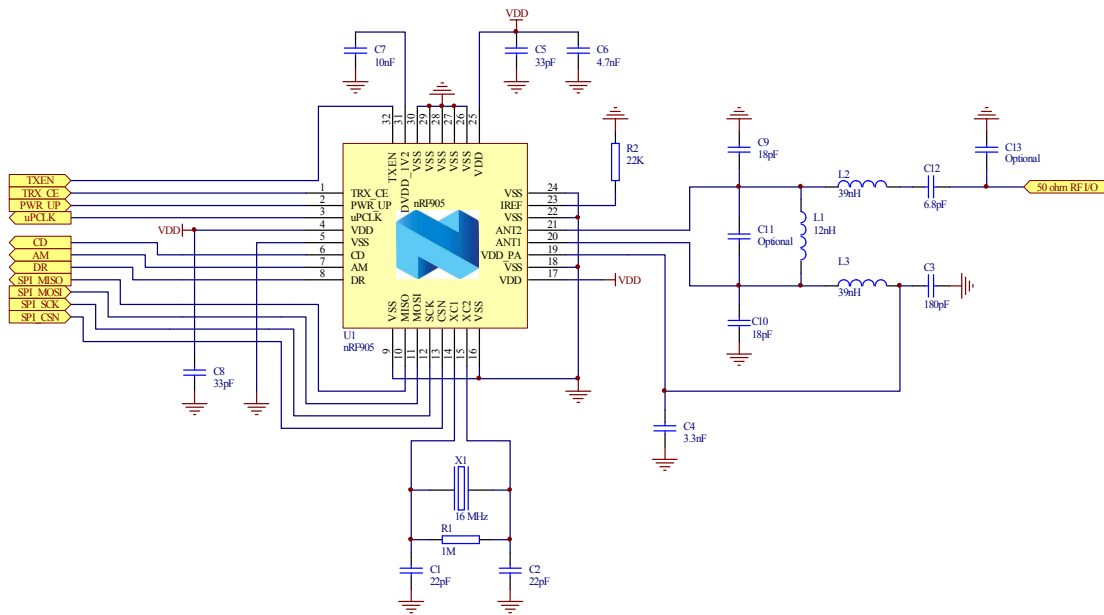 VDD
C7
10nF
C5
33pF
C6
4.7nF
32
31
30
29
28
27
26
25
TXEN
DVDD_1V2
VSS
VSS
VSS
VSS
VSS
VDD
R2
22K
C9
18pF
C13
Optional
TXEN
TRX_CE
PWR_UP
uPCLK
CD
AM
DR
SPI_MISO
SPI_MOSI
SPI_SCK
SPI_CSN
VDD
1
2
3
4
5
6
7
8
TRX_CE
PWR_UP
uPCLK
VDD
VSS
CD
AM
DR
nRF905
VSS
IREF
VSS
ANT2
ANT1
VDD_PA
VSS
VDD
24
23
22
21
20
19
18
17
VDD
L2
39nH
C12
6.8pF
50 ohm RF I/O
C11
Optional
L1
12nH
L3
39nH
C3
180pF
C10
18pF
VSS
MISO
MOSI
SCK
CSN
XC1
XC2
VSS
U1
nRF905
9
10
11
12
13
14
15
16
C8
33pF
C4
3.3nF
X1
16 MHz
R1
1M
C1
22pF
C2
22pF